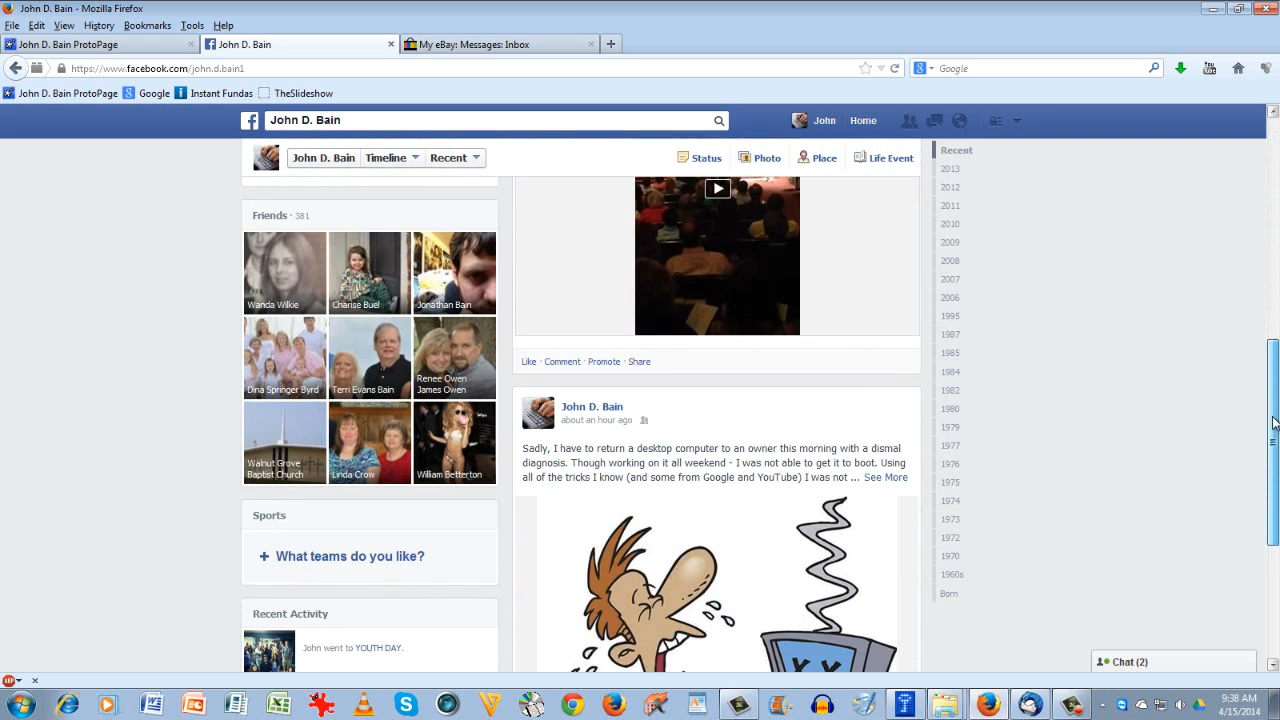 John D. Bain - Mozilla Firefox
File Edit View History Bookmarks Tools Help
John D. Bain ProtoPage × John D. Bain × My eBay: Messages: Inbox × +
https://www.facebook.com/john.d.bain1 Google
John D. Bain ProtoPage Google Instant Fundas TheSlideshow
John D. Bain John Home
John D. Bain Timeline Recent Status Photo Place Life Event
Friends · 381
Wanda Wilkie Charise Buel Jonathan Bain
Dina Springer Byrd Terri Evans Bain Renee Owen James Owen
Walnut Grove Baptist Church Linda Crow William Betterton
Sports
+ What teams do you like?
Recent Activity
John went to YOUTH DAY.
Like · Comment · Promote · Share
John D. Bain
about an hour ago
Sadly, I have to return a desktop computer to an owner this morning with a dismal
diagnosis. Though working on it all weekend - I was not able to get it to boot. Using
all of the tricks I know (and some from Google and YouTube) I was not ... See More
Recent
2013
2012
2011
2010
2009
2008
2007
2006
1995
1987
1985
1984
1982
1980
1979
1977
1976
1975
1974
1973
1972
1970
1960s
Born
Chat (2)
9:38 AM
4/15/2014